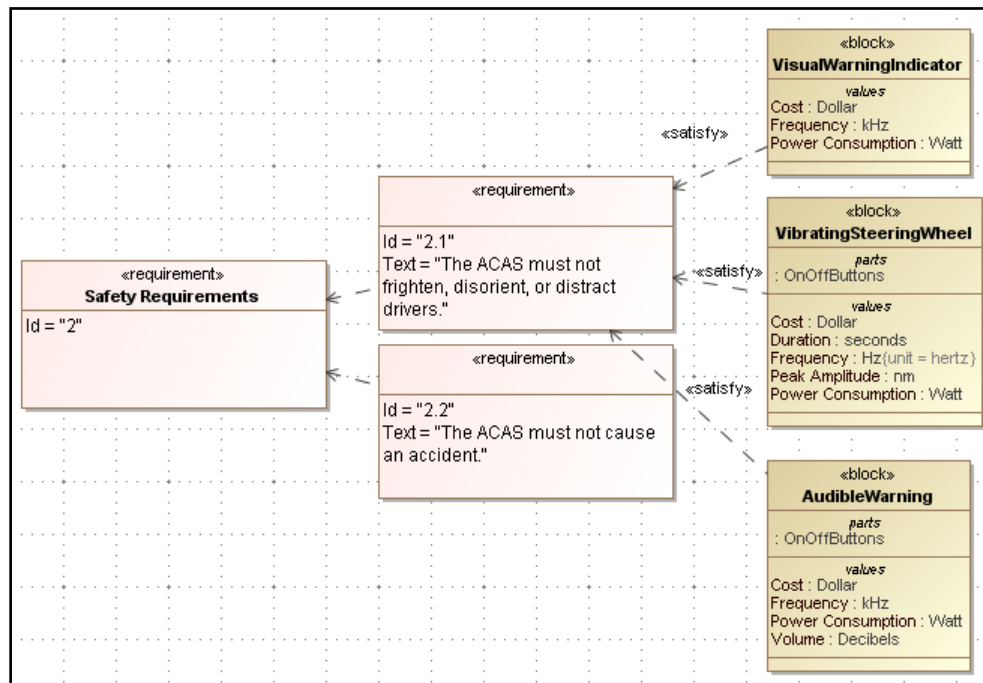 «requirement»
Safety Requirements
Id = "2"
«requirement»
Id = "2.1"
Text = "The ACAS must not
frighten, disorient, or distract
drivers."
«requirement»
Id = "2.2"
Text = "The ACAS must not cause
an accident."
«satisfy»
«satisfy»
«satisfy»
«block»
VisualWarningIndicator
values
Cost : Dollar
Frequency : kHz
Power Consumption : Watt
«block»
VibratingSteeringWheel
parts
: OnOffButtons
values
Cost : Dollar
Duration : seconds
Frequency : Hz{unit = hertz}
Peak Amplitude : nm
Power Consumption : Watt
«block»
AudibleWarning
parts
: OnOffButtons
values
Cost : Dollar
Frequency : kHz
Power Consumption : Watt
Volume : Decibels